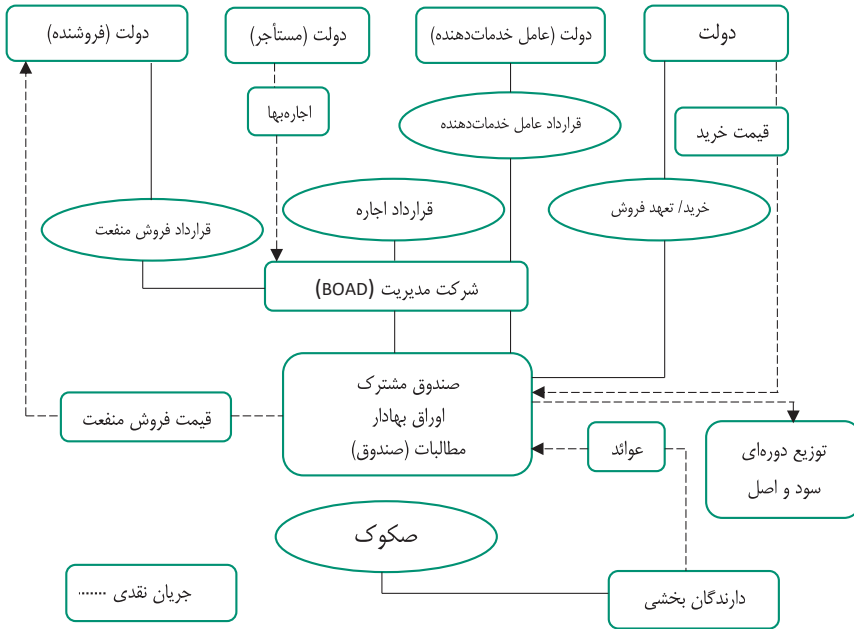 دولت
دولت (عامل خدمات‌دهنده)
دولت (مستأجر)
دولت (فروشنده)
اجاره‌بها
قیمت خرید
قرارداد عامل خدمات‌دهنده
خرید/ تعهد فروش
قرارداد اجاره
قرارداد فروش منفعت
شرکت مدیریت (BOAD)
صندوق مشترک
اوراق بهادار
مطالبات (صندوق)
قیمت فروش منفعت
عوائد
توزیع دوره‌ای
سود و اصل
صکوک
جریان نقدی .......
دارندگان بخشی